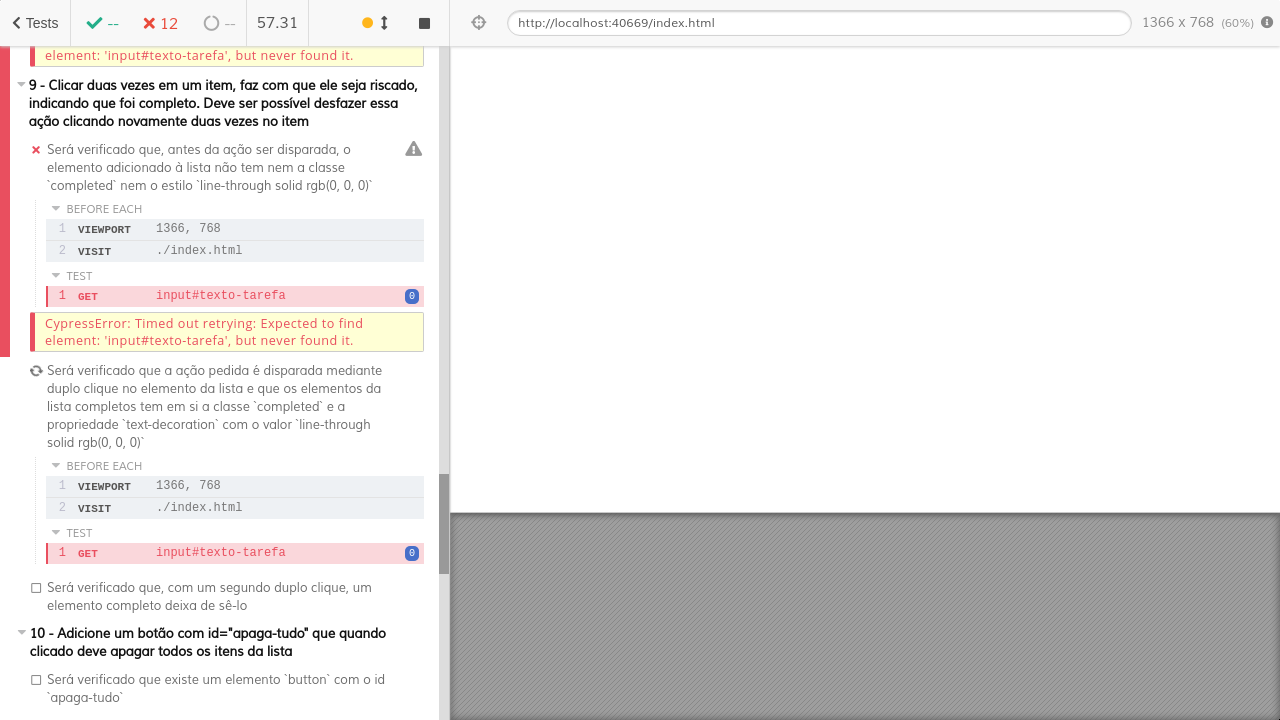 Tests -- 12 -- 57.31 http://localhost:40669/index.html 1366 x 768 (60%)
element: 'input#texto-tarefa', but never found it.
9 - Clicar duas vezes em um item, faz com que ele seja riscado,
indicando que foi completo. Deve ser possível desfazer essa
ação clicando novamente duas vezes no item
Será verificado que, antes da ação ser disparada, o
elemento adicionado à lista não tem nem a classe
`completed` nem o estilo `line-through solid rgb(0, 0, 0)`
BEFORE EACH
1 VIEWPORT 1366, 768
2 VISIT ./index.html
TEST
1 GET input#texto-tarefa 0
CypressError: Timed out retrying: Expected to find
element: 'input#texto-tarefa', but never found it.
Será verificado que a ação pedida é disparada mediante
duplo clique no elemento da lista e que os elementos da
lista completos tem em si a classe `completed` e a
propriedade `text-decoration` com o valor `line-through
solid rgb(0, 0, 0)`
BEFORE EACH
1 VIEWPORT 1366, 768
2 VISIT ./index.html
TEST
1 GET input#texto-tarefa 0
Será verificado que, com um segundo duplo clique, um
elemento completo deixa de sê-lo
10 - Adicione um botão com id="apaga-tudo" que quando
clicado deve apagar todos os itens da lista
Será verificado que existe um elemento `button` com o id
`apaga-tudo`